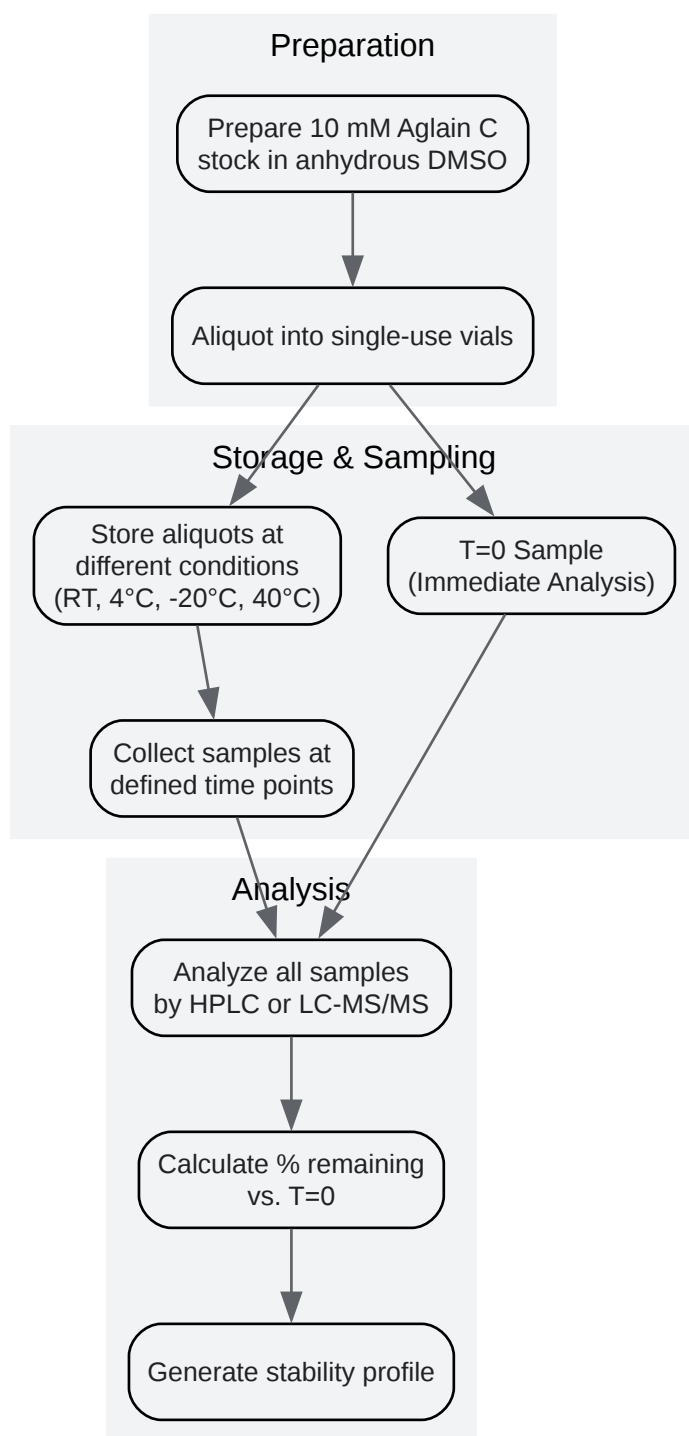 Preparation
Prepare 10 mM Aglain C
stock in anhydrous DMSO
Aliquot into single-use vials
Storage & Sampling
Store aliquots at
different conditions
(RT, 4°C, -20°C, 40°C)
T=0 Sample
(Immediate Analysis)
Collect samples at
defined time points
Analysis
Analyze all samples
by HPLC or LC-MS/MS
Calculate % remaining
vs. T=0
Generate stability profile